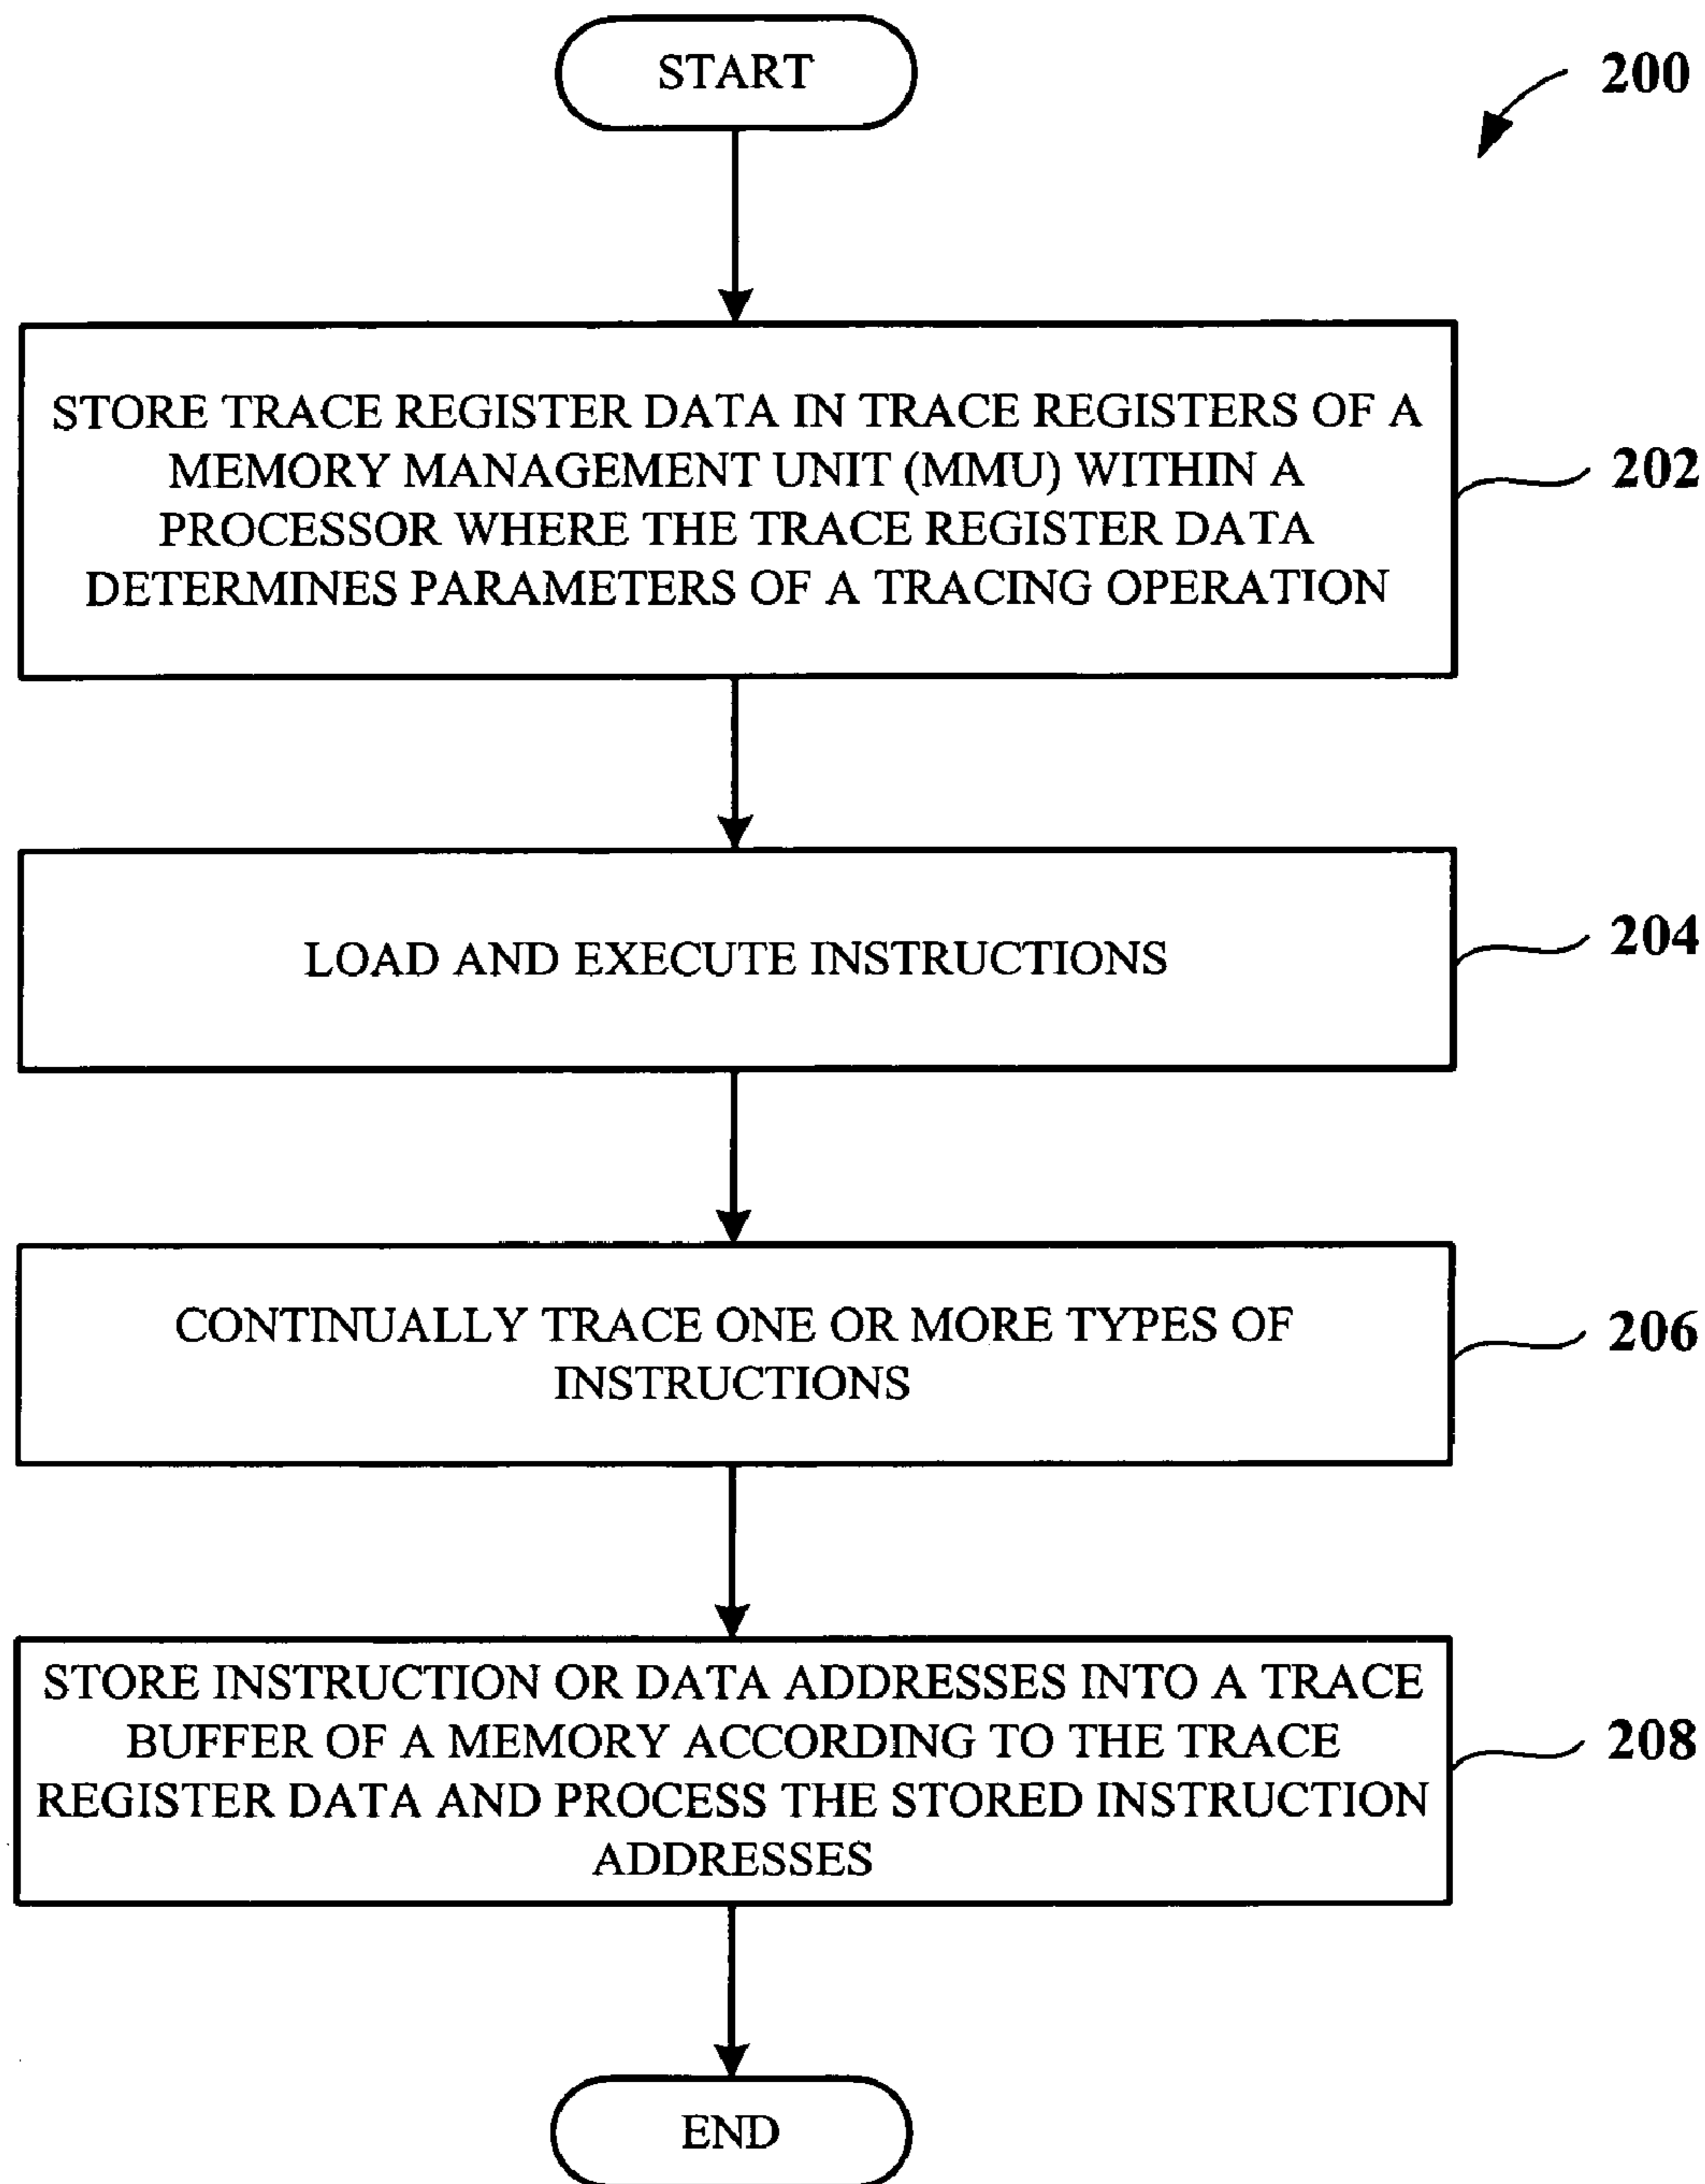 START
200
STORE TRACE REGISTER DATA IN TRACE REGISTERS OF A
MEMORY MANAGEMENT UNIT (MMU) WITHIN A
PROCESSOR WHERE THE TRACE REGISTER DATA
DETERMINES PARAMETERS OF A TRACING OPERATION
202
LOAD AND EXECUTE INSTRUCTIONS
204
CONTINUALLY TRACE ONE OR MORE TYPES OF
INSTRUCTIONS
206
STORE INSTRUCTION OR DATA ADDRESSES INTO A TRACE
BUFFER OF A MEMORY ACCORDING TO THE TRACE
REGISTER DATA AND PROCESS THE STORED INSTRUCTION
ADDRESSES
208
END